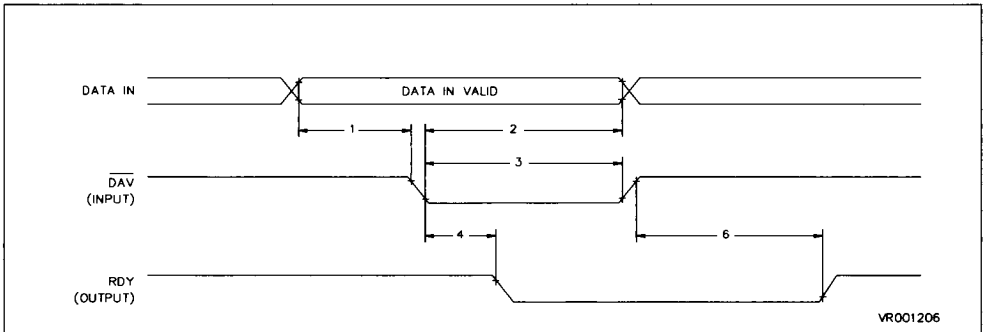 DATA IN
DATA IN VALID
1
2
3
DAV
(INPUT)
4
6
RDY
(OUTPUT)
VR001206